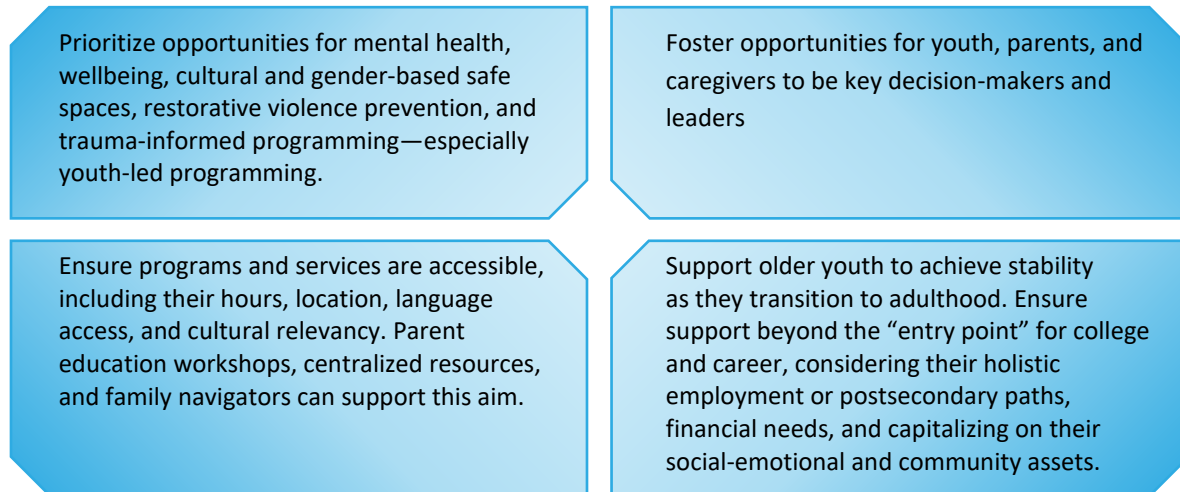 Prioritize opportunities for mental health,
wellbeing, cultural and gender-based safe
spaces, restorative violence prevention, and
trauma-informed programming—especially
youth-led programming.
Foster opportunities for youth, parents, and
caregivers to be key decision-makers and
leaders
Ensure programs and services are accessible,
including their hours, location, language
access, and cultural relevancy. Parent
education workshops, centralized resources,
and family navigators can support this aim.
Support older youth to achieve stability
as they transition to adulthood. Ensure
support beyond the “entry point” for college
and career, considering their holistic
employment or postsecondary paths,
financial needs, and capitalizing on their
social-emotional and community assets.